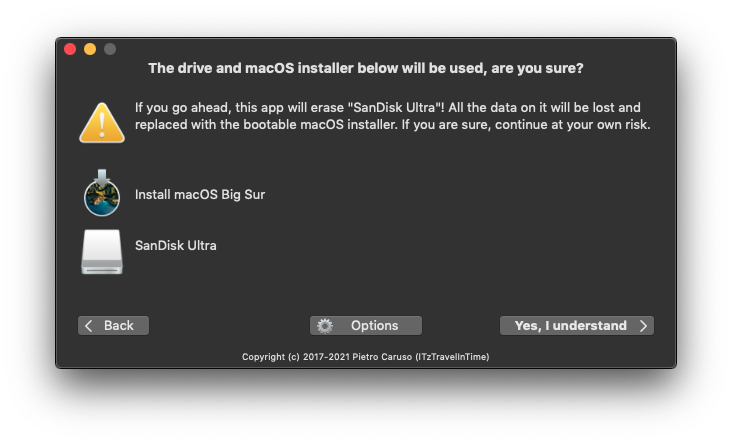 The drive and macOS installer below will be used, are you sure?
If you go ahead, this app will erase "SanDisk Ultra"! All the data on it will be lost and
replaced with the bootable macOS installer. If you are sure, continue at your own risk.
Install macOS Big Sur
SanDisk Ultra
Back
Options
Yes, I understand
Copyright (c) 2017-2021 Pietro Caruso (ITzTravelInTime)